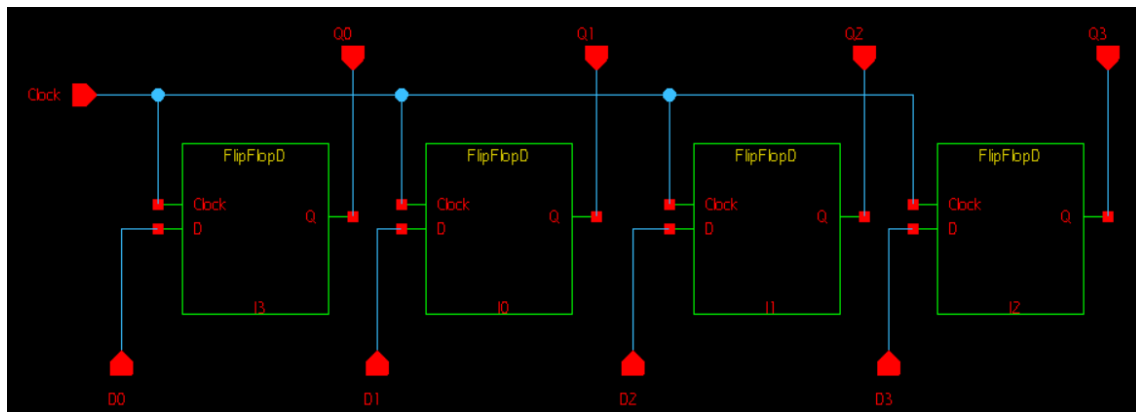 Q0 Q1 Q2 Q3
Clock
FlipFlopD FlipFlopD FlipFlopD FlipFlopD
Clock Clock Clock Clock
Q Q Q Q
D D D D
I3 I0 I1 I2
D0 D1 D2 D3